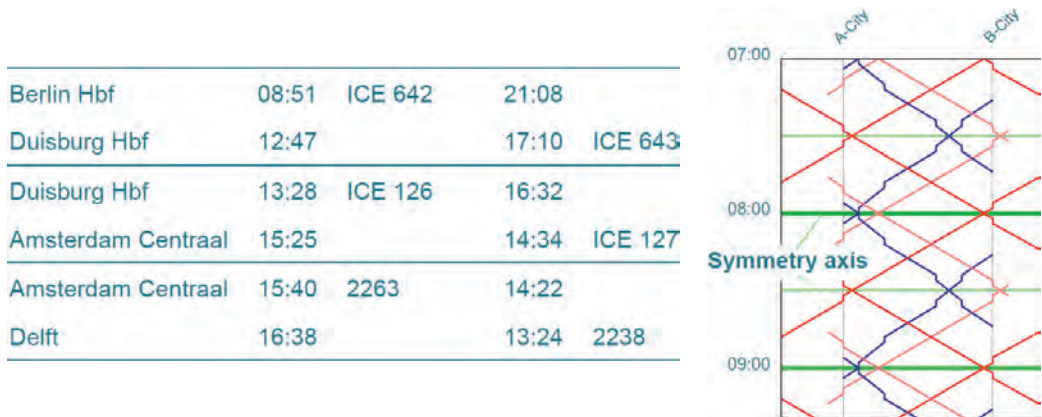 Berlin Hbf 08:51 ICE 642 21:08
Duisburg Hbf 12:47 17:10 ICE 643
Duisburg Hbf 13:28 ICE 126 16:32
Amsterdam Centraal 15:25 14:34 ICE 127
Amsterdam Centraal 15:40 2263 14:22
Delft 16:38 13:24 2238
A-City B-City
07:00
08:00
Symmetry axis
09:00